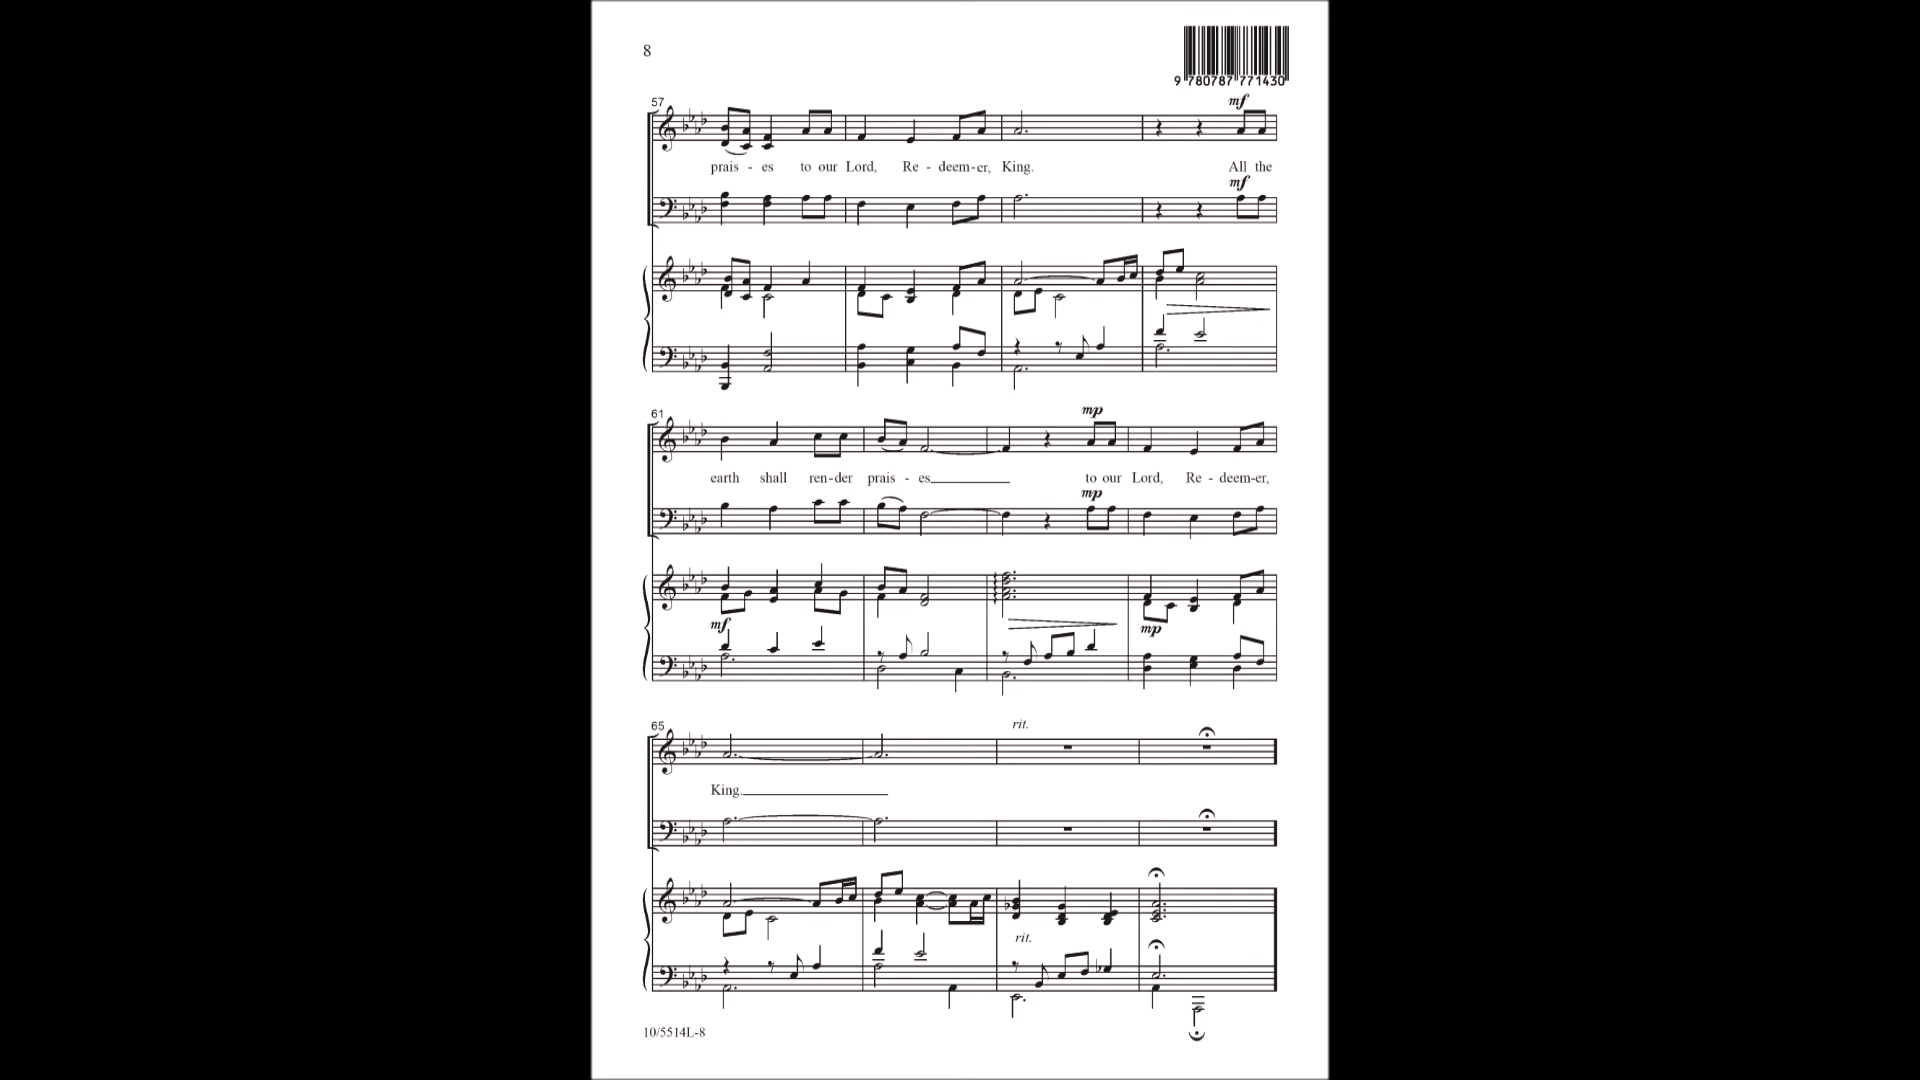 8
9 780787 771430
57
mf
prais - es to our Lord, Re - deem-er, King. All the
mf
61
mp
earth shall ren-der prais - es to our Lord, Re - deem-er,
mp
mf
mp
65
rit.
King.
rit.
10/5514L-8